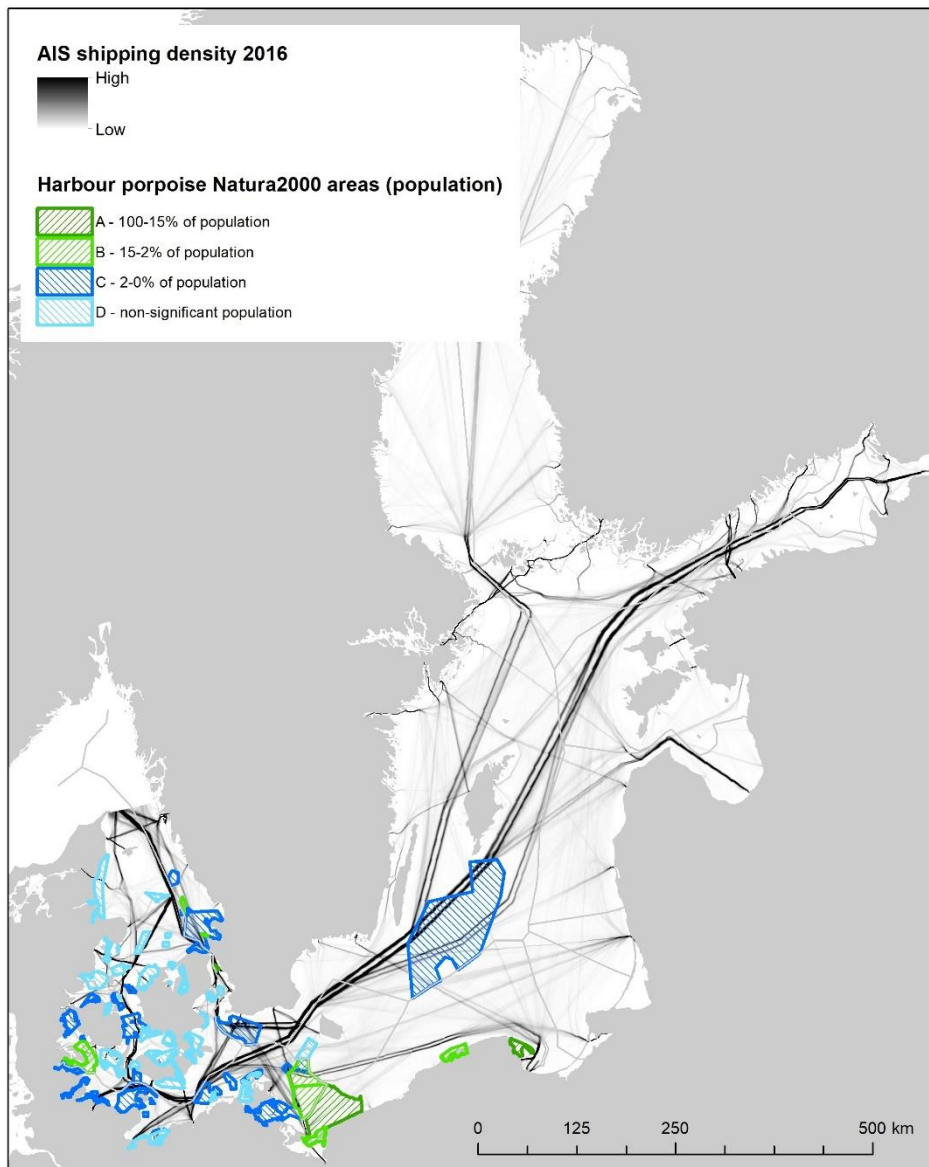 AIS shipping density 2016
High
Low
Harbour porpoise Natura2000 areas (population)
A - 100-15% of population
B - 15-2% of population
C - 2-0% of population
D - non-significant population
0 125 250 500 km